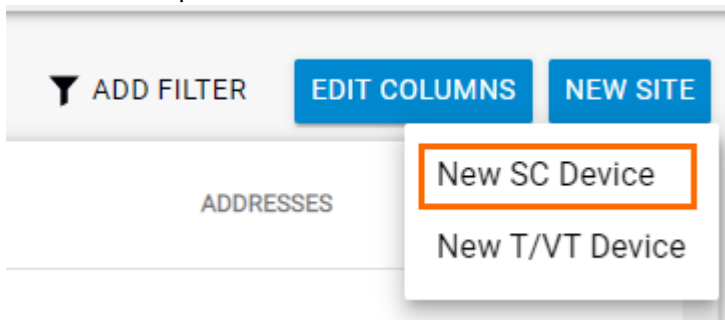 ADD FILTER
EDIT COLUMNS
NEW SITE
New SC Device
ADDRESSES
New T/VT Device